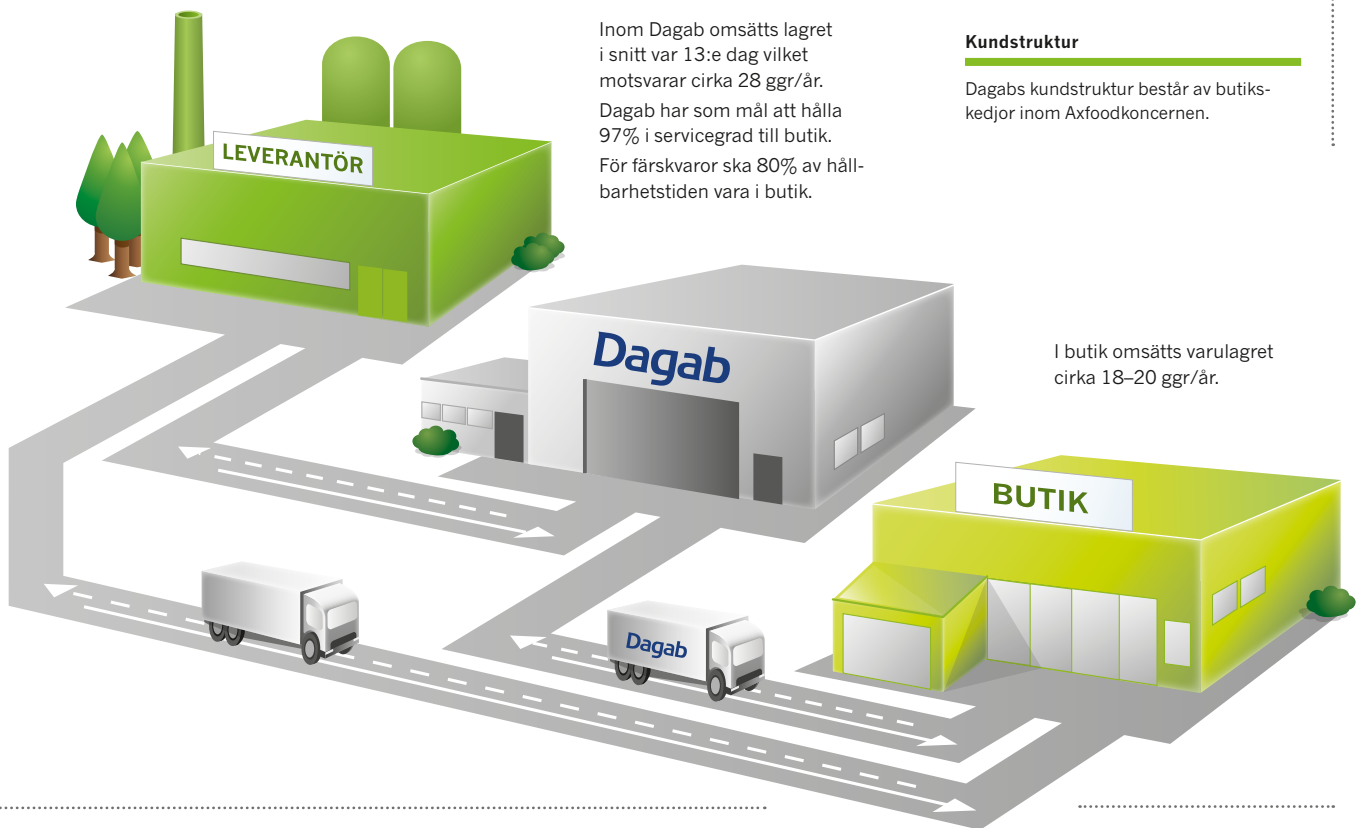 Inom Dagab omsätts lagret
i snitt var 13:e dag vilket
motsvarar cirka 28 ggr/år.
Dagab har som mål att hålla
97% i servicegrad till butik.
För färskvaror ska 80% av håll-
barhetstiden vara i butik.
Kundstruktur
Dagabs kundstruktur består av butiks-
kedjor inom Axfoodkoncernen.
LEVERANTÖR
Dagab
I butik omsätts varulagret
cirka 18–20 ggr/år.
BUTIK
Dagab